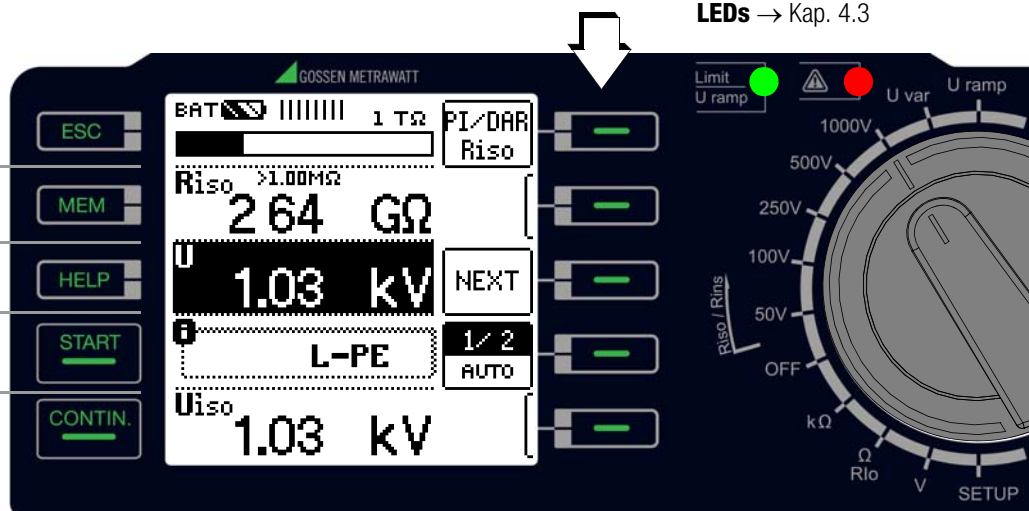 LEDs → Kap. 4.3
GOSSEN METRAWATT
ESC
MEM
HELP
START
CONTIN.
BAT
1 TΩ
PI/DAR
Riso
Riso >1.00MΩ
264 GΩ
U
1.03 kV
NEXT
L-PE
1/2
AUTO
Uiso
1.03 kV
Limit
U ramp
U ramp
U var
1000V
500V
250V
100V
50V
Riso / Rins
OFF
kΩ
Ω
Rlo
V
SETUP